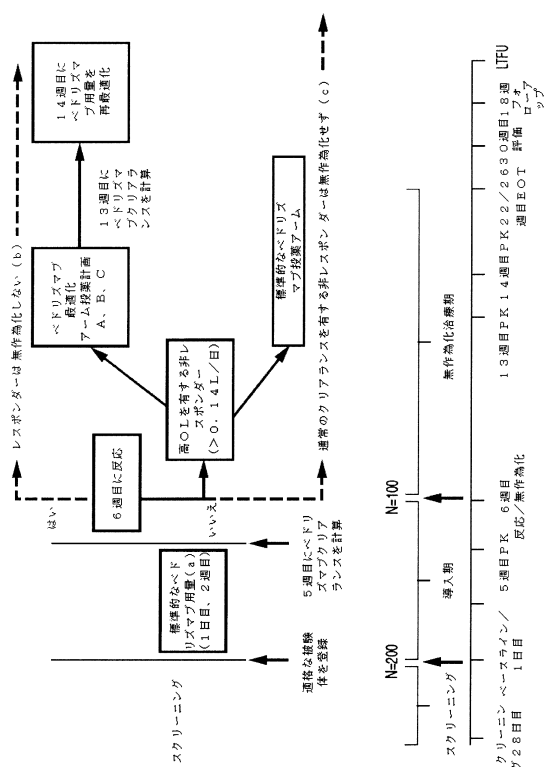 スクリーニング
適格な被験
体を登録
標準的なベド
リズマブ用量(a)
(1日目、2週目)
5週目にベドリ
ズマブクリアラ
ンスを計算
はい
6週目に反応
いいえ
レスポンダーは無作為化しない(b)
高CLを有する非レ
スポンダー
(>0.14L/日)
ベドリズマブ
最適化
アーム投薬計画
A、B、C
13週目に
ベドリズマ
ブクリアラ
ンスを計算
14週目に
ベドリズマ
ブ用量を
再最適化
標準的なベドリズ
マブ投薬アーム
通常のクリアランスを有する非レスポンダーは無作為化せず(c)
N=200
N=100
スクリーニング
導入期
無作為化治療期
クリーニン
グ28日目
ベースライン/
1日目
5週目PK
6週目
反応/無作為化
13週目PK
14週目PK
22/26
週目
30週目
EOT
評価
18週
フォ
ローア
ップ
LTFU